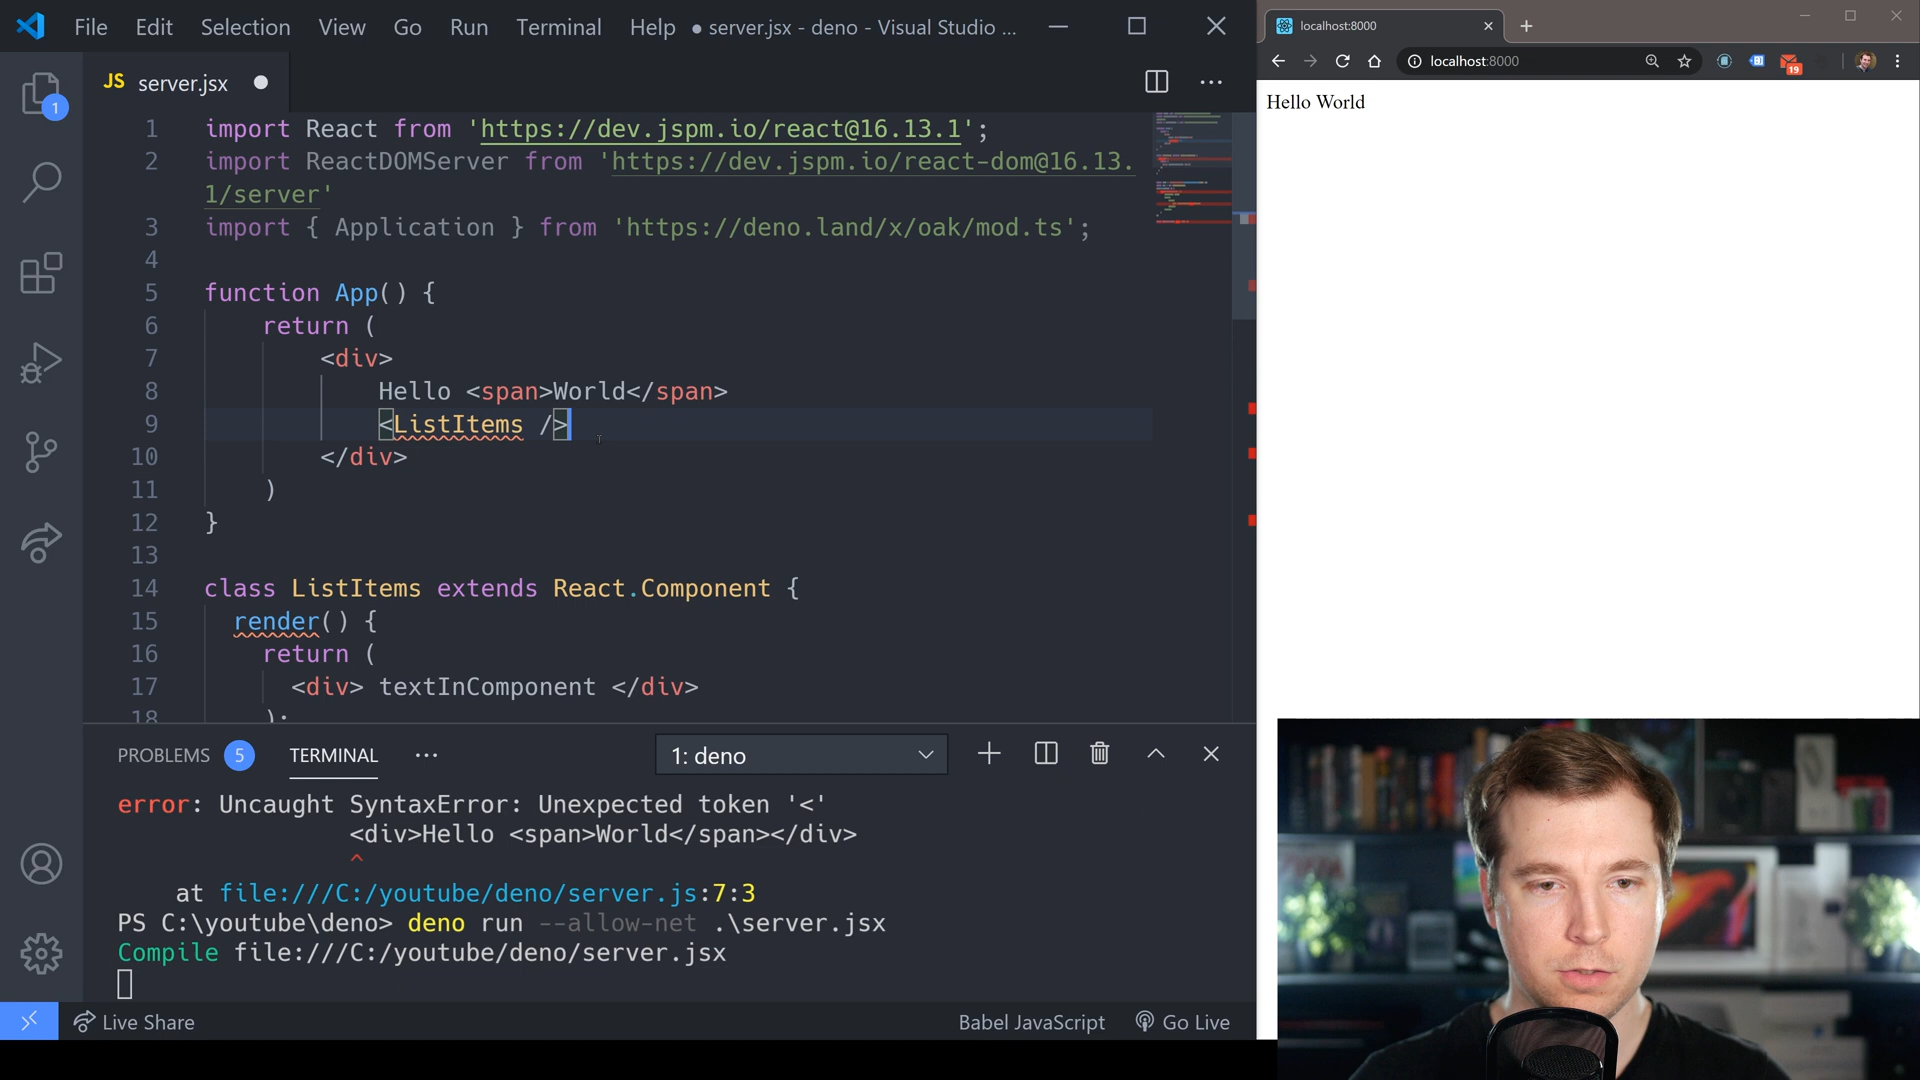 File Edit Selection View Go Run Terminal Help ● server.jsx - deno - Visual Studio ...
JS server.jsx
1
1 import React from 'https://dev.jspm.io/react@16.13.1';
2 import ReactDOMServer from 'https://dev.jspm.io/react-dom@16.13.
1/server'
3 import { Application } from 'https://deno.land/x/oak/mod.ts';
4
5 function App() {
6 return (
7 <div>
8 Hello <span>World</span>
9 <ListItems />
10 </div>
11 )
12 }
13
14 class ListItems extends React.Component {
15 render() {
16 return (
17 <div> textInComponent </div>
18 );
PROBLEMS 5 TERMINAL ... 1: deno
error: Uncaught SyntaxError: Unexpected token '<'
<div>Hello <span>World</span></div>
^
at file:///C:/youtube/deno/server.js:7:3
PS C:\youtube\deno> deno run --allow-net .\server.jsx
Compile file:///C:/youtube/deno/server.jsx
Live Share Babel JavaScript Go Live
localhost:8000
localhost:8000
19
Hello World